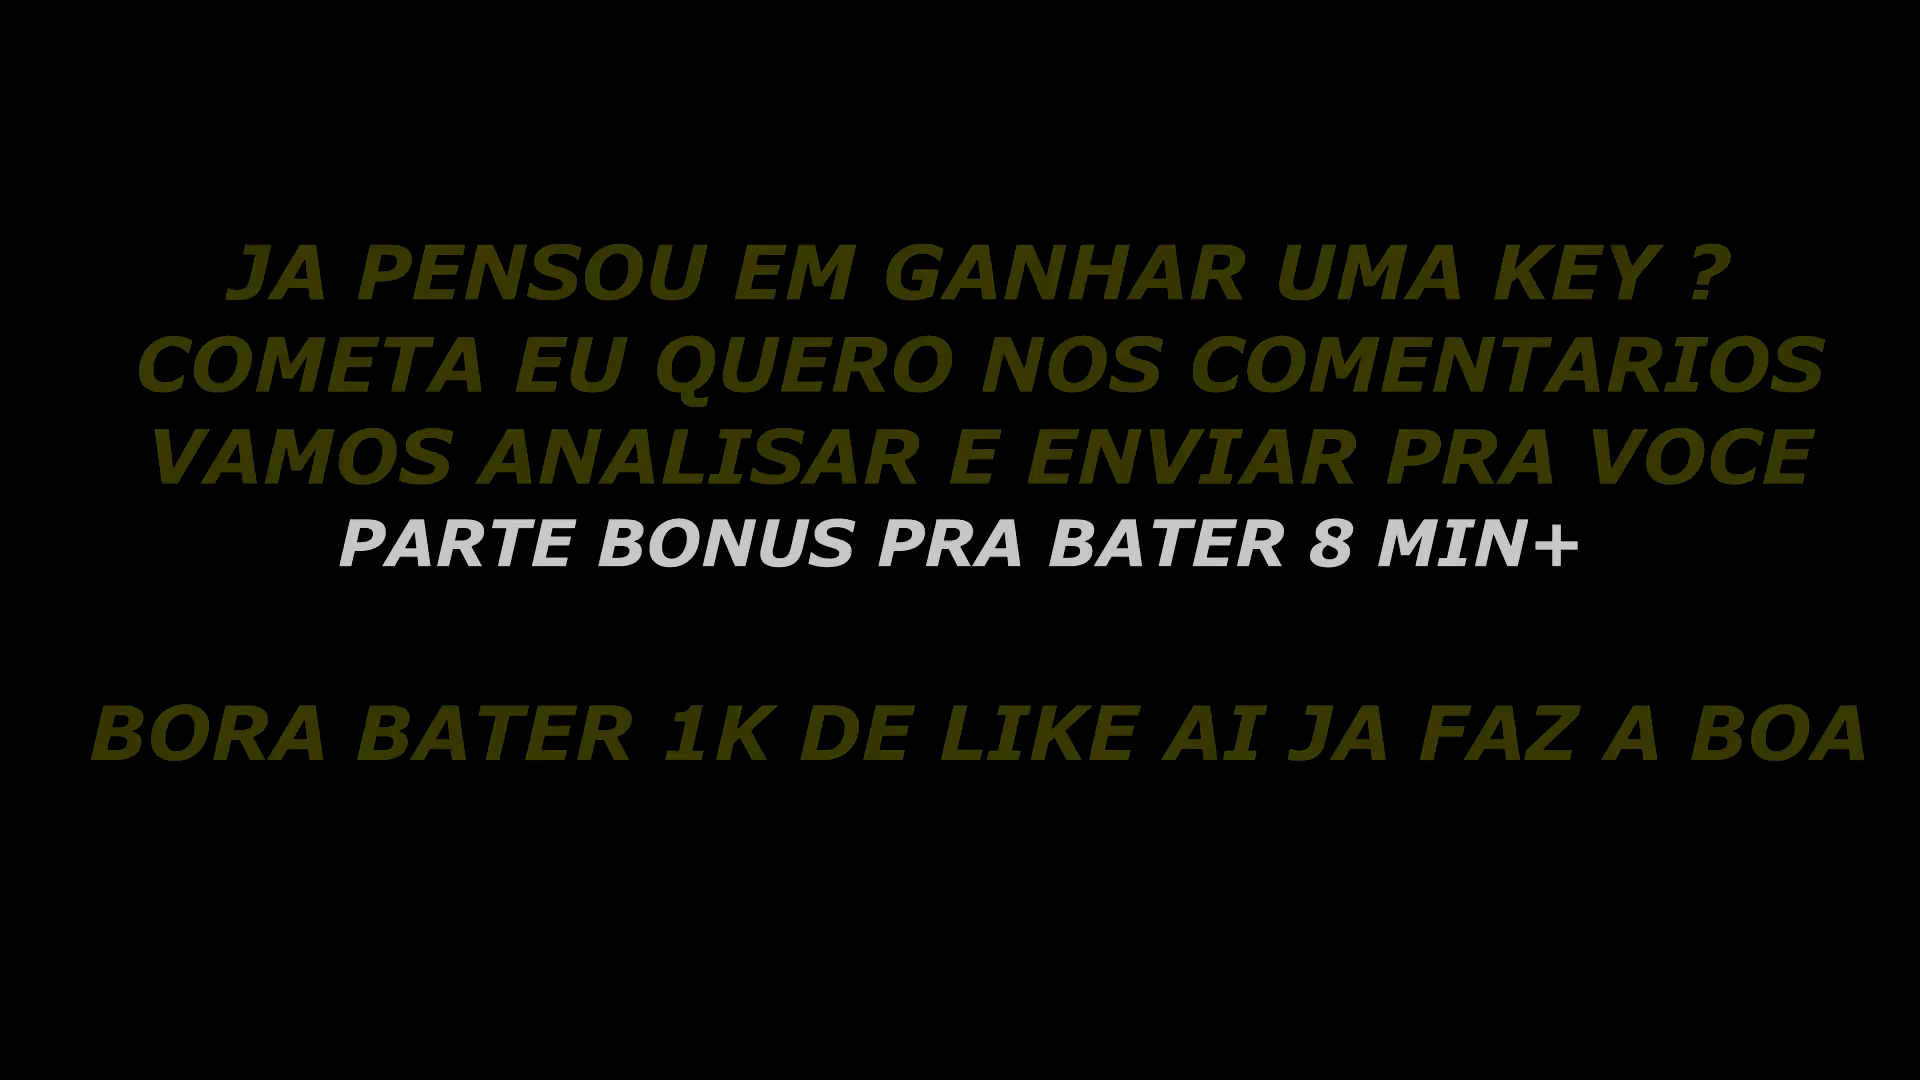 JA PENSOU EM GANHAR UMA KEY ?
COMETA EU QUERO NOS COMENTARIOS
VAMOS ANALISAR E ENVIAR PRA VOCE
PARTE BONUS PRA BATER 8 MIN+
BORA BATER 1K DE LIKE AI JA FAZ A BOA